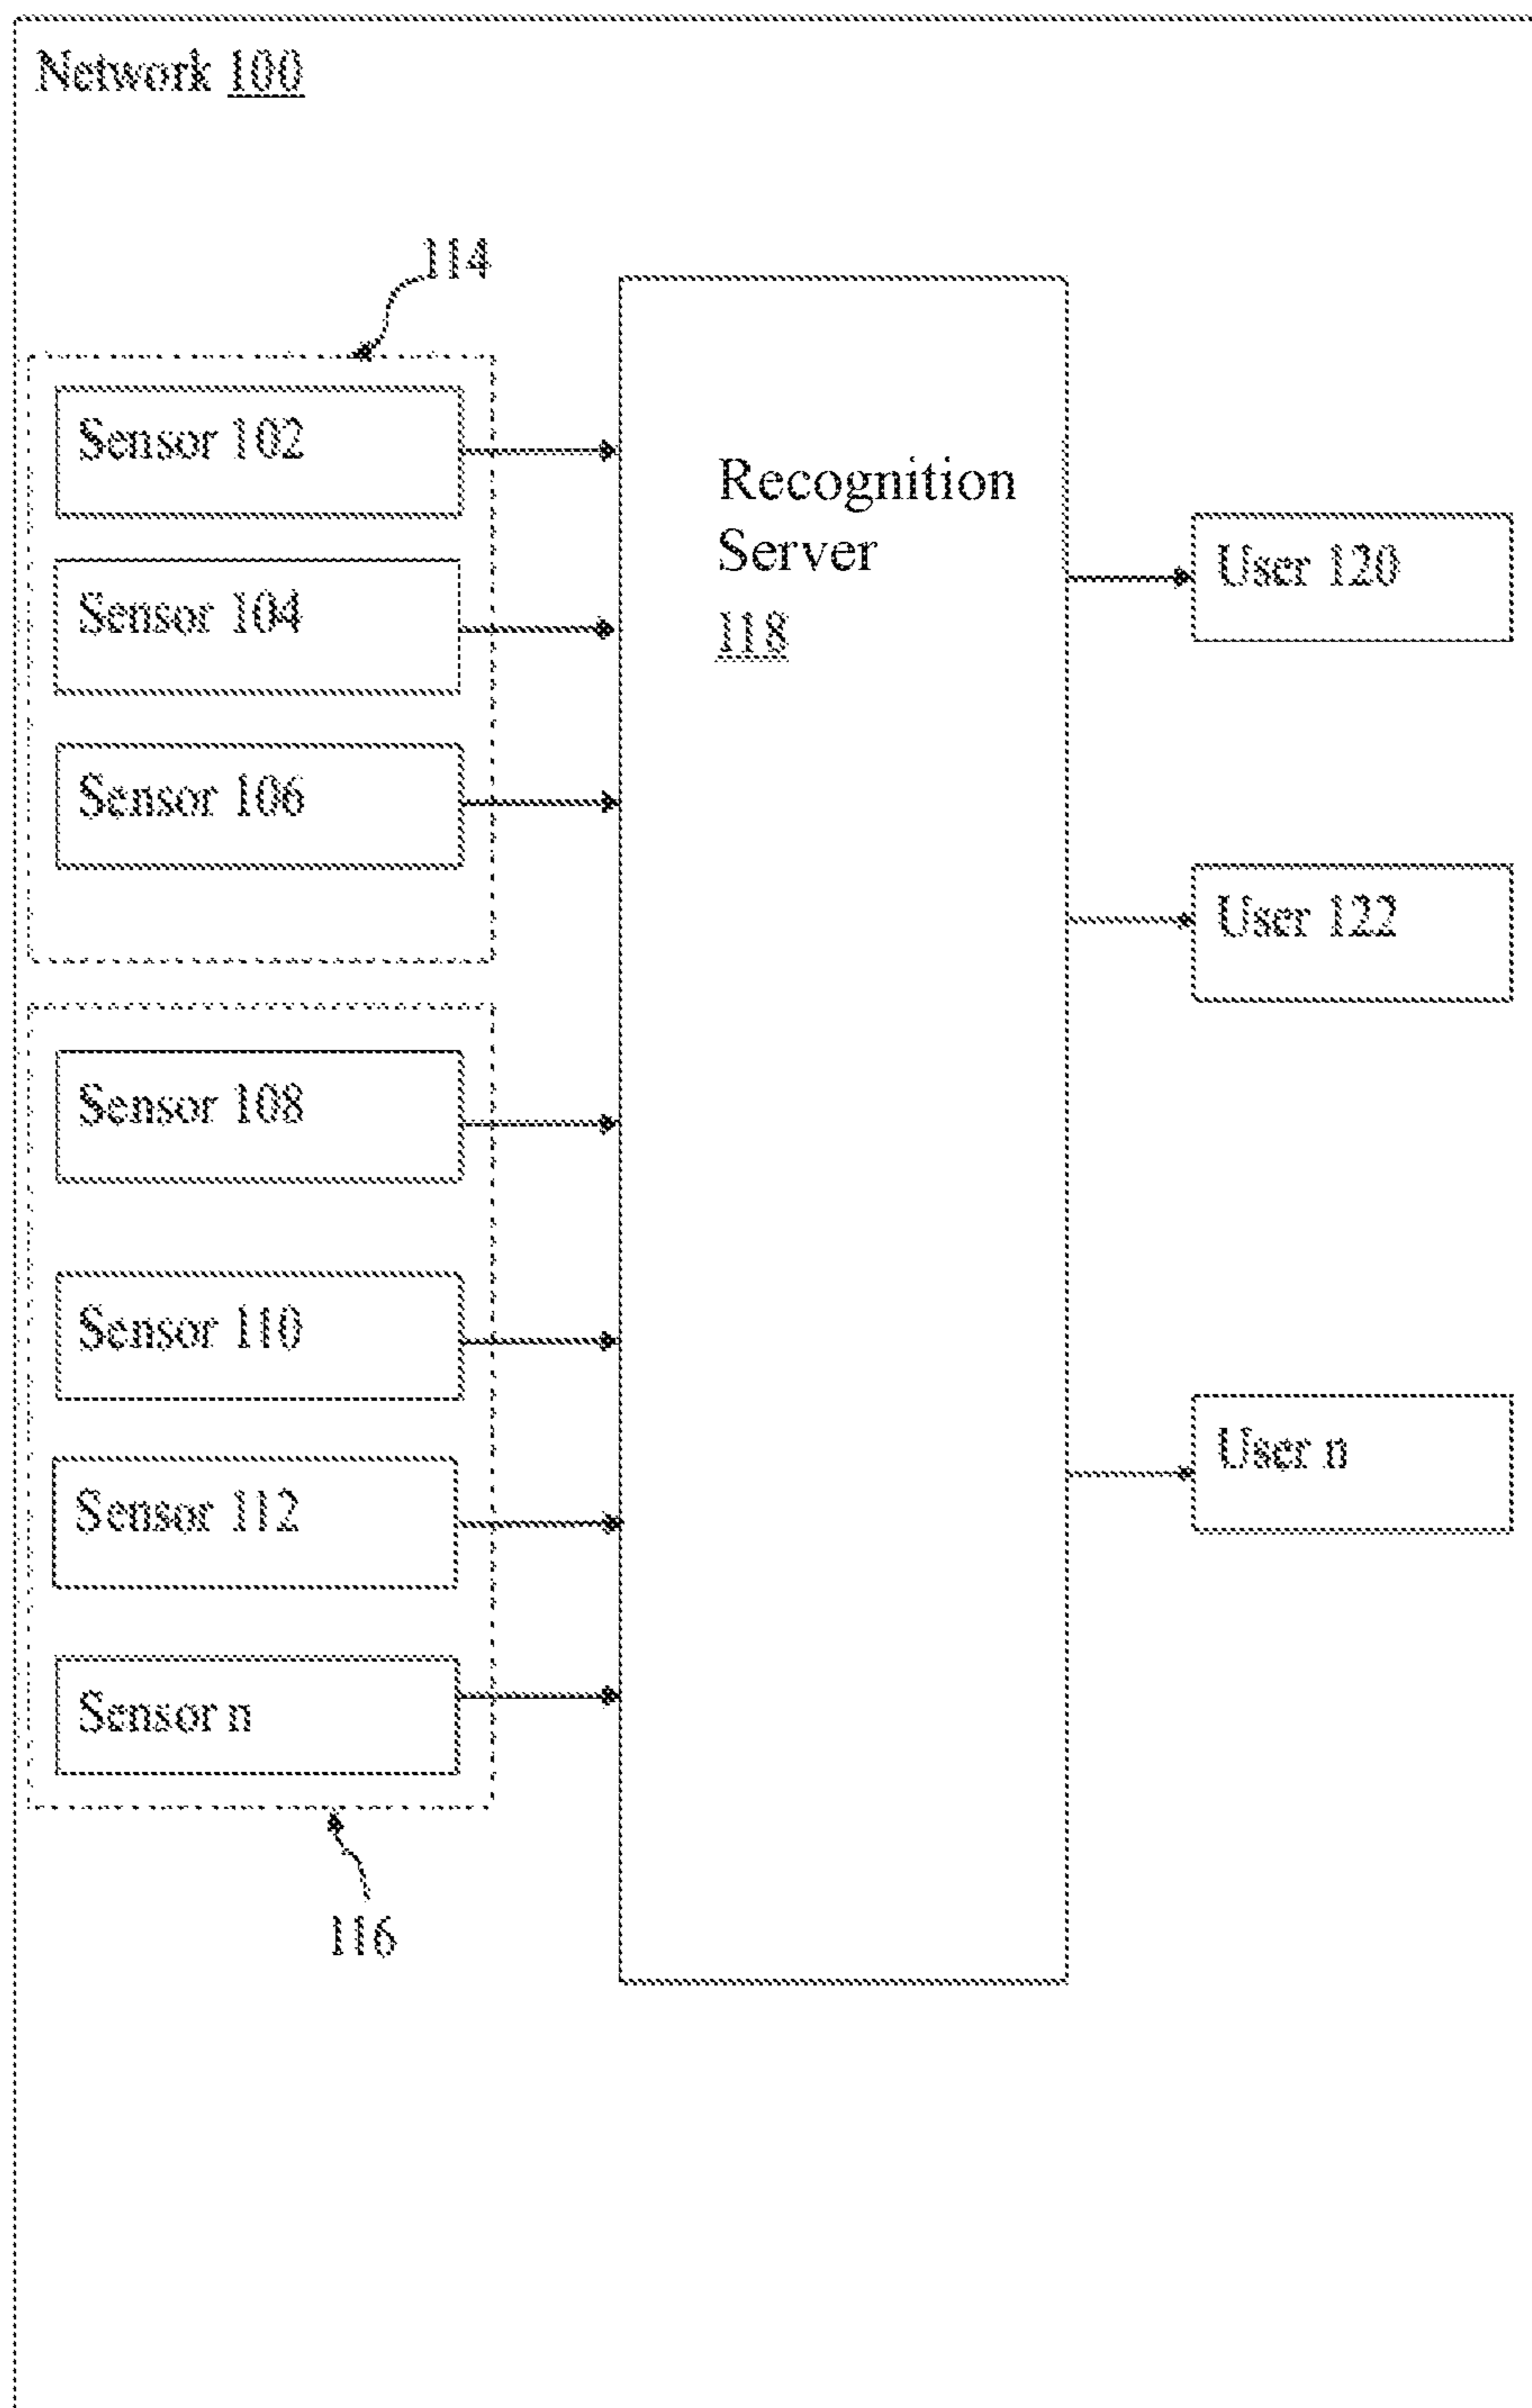 Network 100
114
Sensor 102
Sensor 104
Sensor 106
Sensor 108
Sensor 110
Sensor 112
Sensor n
116
Recognition
Server
118
User 120
User 122
User n